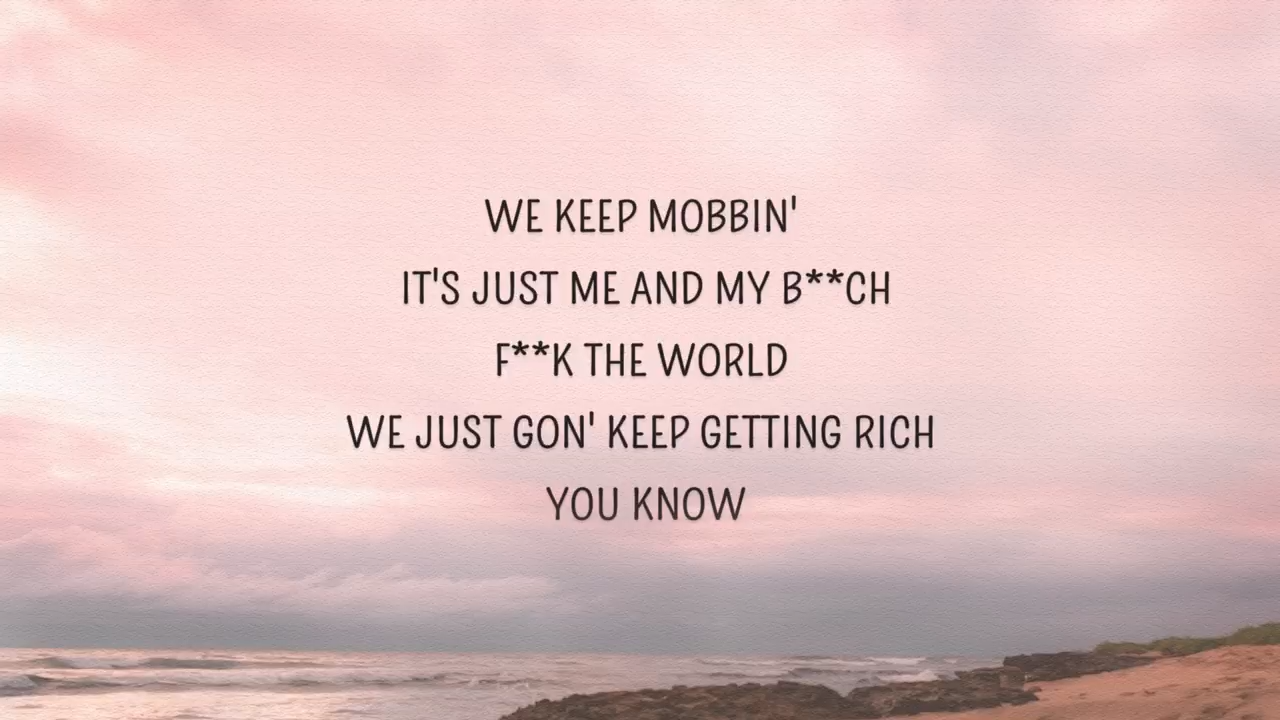 WE KEEP MOBBIN'
IT'S JUST ME AND MY B**CH
F**K THE WORLD
WE JUST GON' KEEP GETTING RICH
YOU KNOW